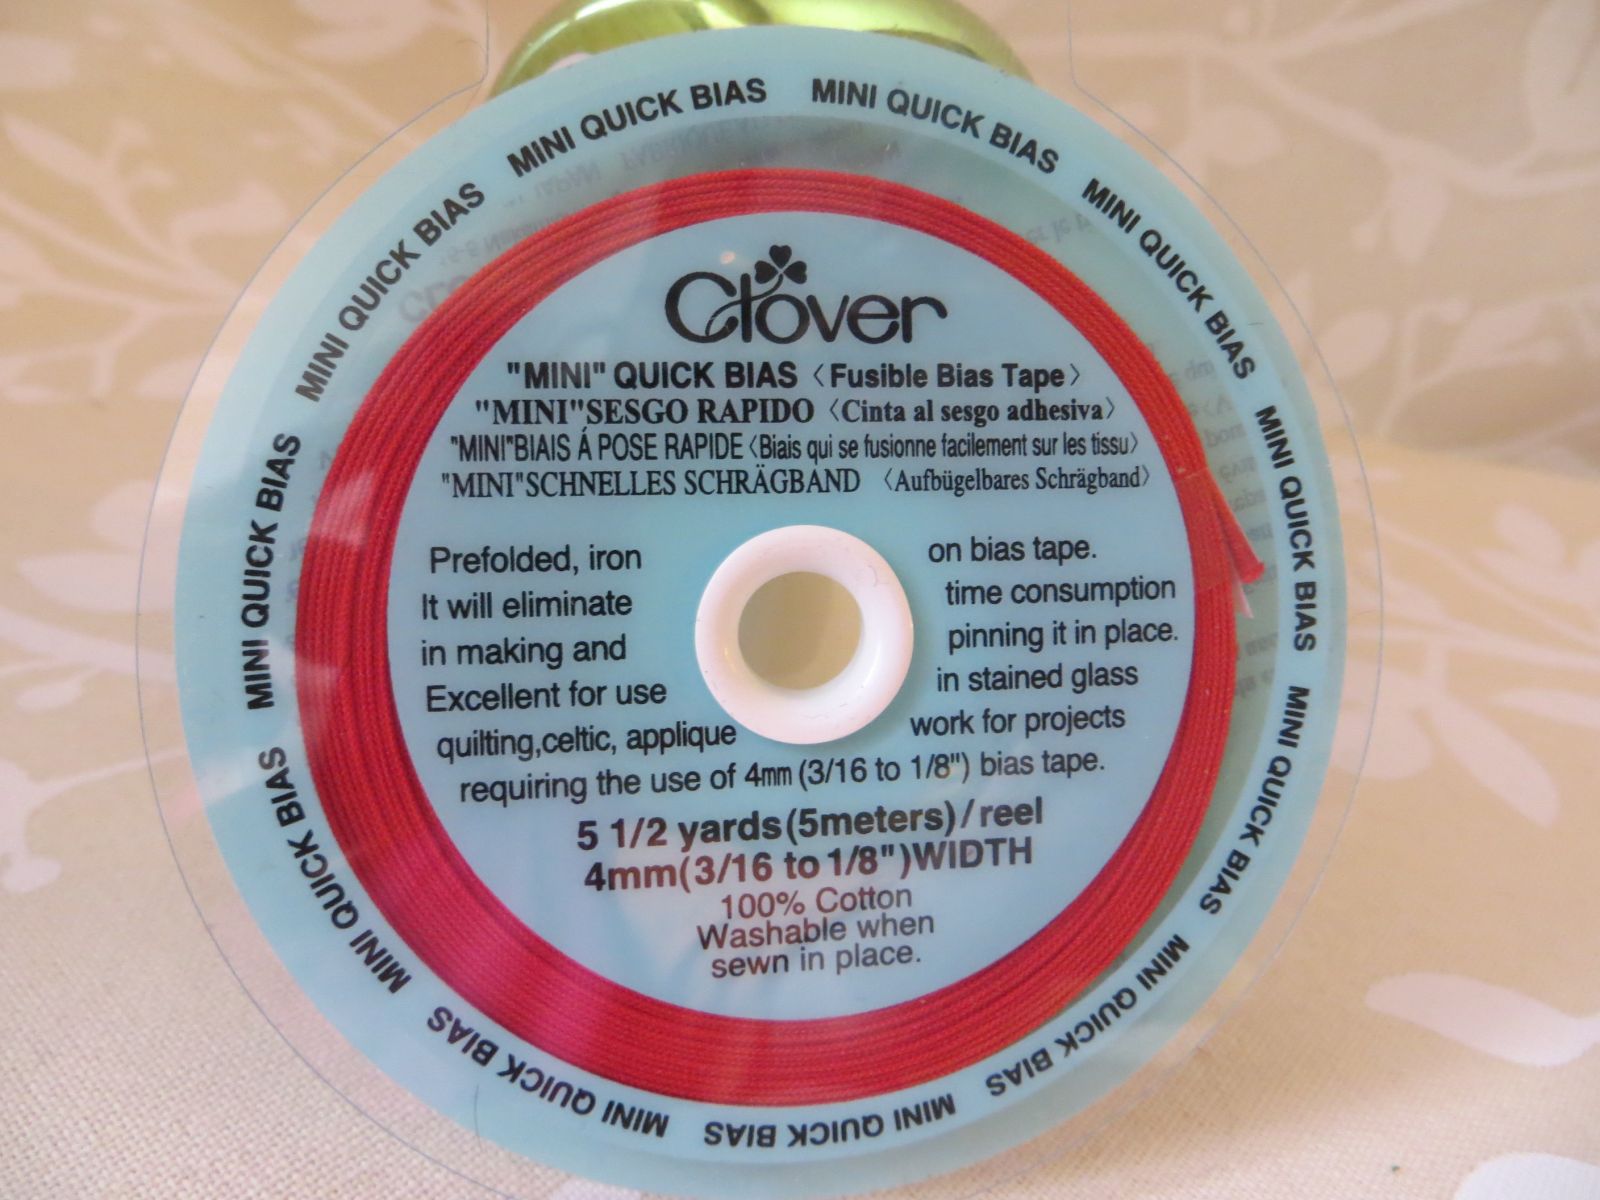 MINI QUICK BIAS MINI QUICK BIAS MINI QUICK BIAS MINI QUICK BIAS MINI QUICK BIAS MINI QUICK BIAS MINI QUICK BIAS MINI QUICK BIAS MINI QUICK BIAS MINI QUICK BIAS MINI QUICK BIAS
Clover
"MINI" QUICK BIAS 〈Fusible Bias Tape〉
"MINI"SESGO RAPIDO 〈Cinta al sesgo adhesiva〉
"MINI"BIAIS Á POSE RAPIDE〈Biais qui se fusionne facilement sur les tissu〉
"MINI"SCHNELLES SCHRÄGBAND 〈Aufbügelbares Schrägband〉
Prefolded, iron on bias tape.
It will eliminate time consumption
in making and pinning it in place.
Excellent for use in stained glass
quilting,celtic, applique work for projects
requiring the use of 4mm (3/16 to 1/8") bias tape.
5 1/2 yards(5meters)/reel
4mm(3/16 to 1/8")WIDTH
100% Cotton
Washable when
sewn in place.